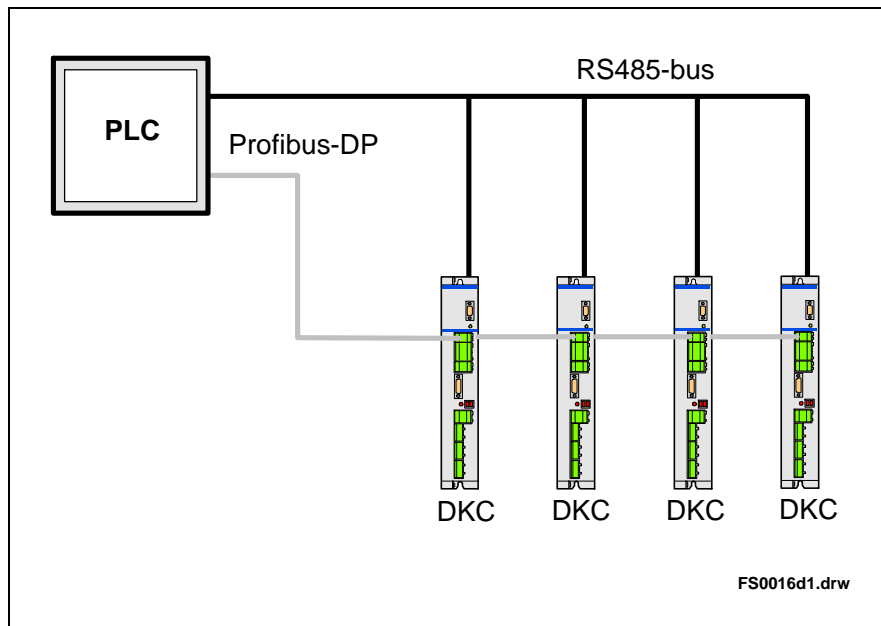 RS485-bus
PLC
Profibus-DP
DKC DKC DKC DKC
FS0016d1.drw